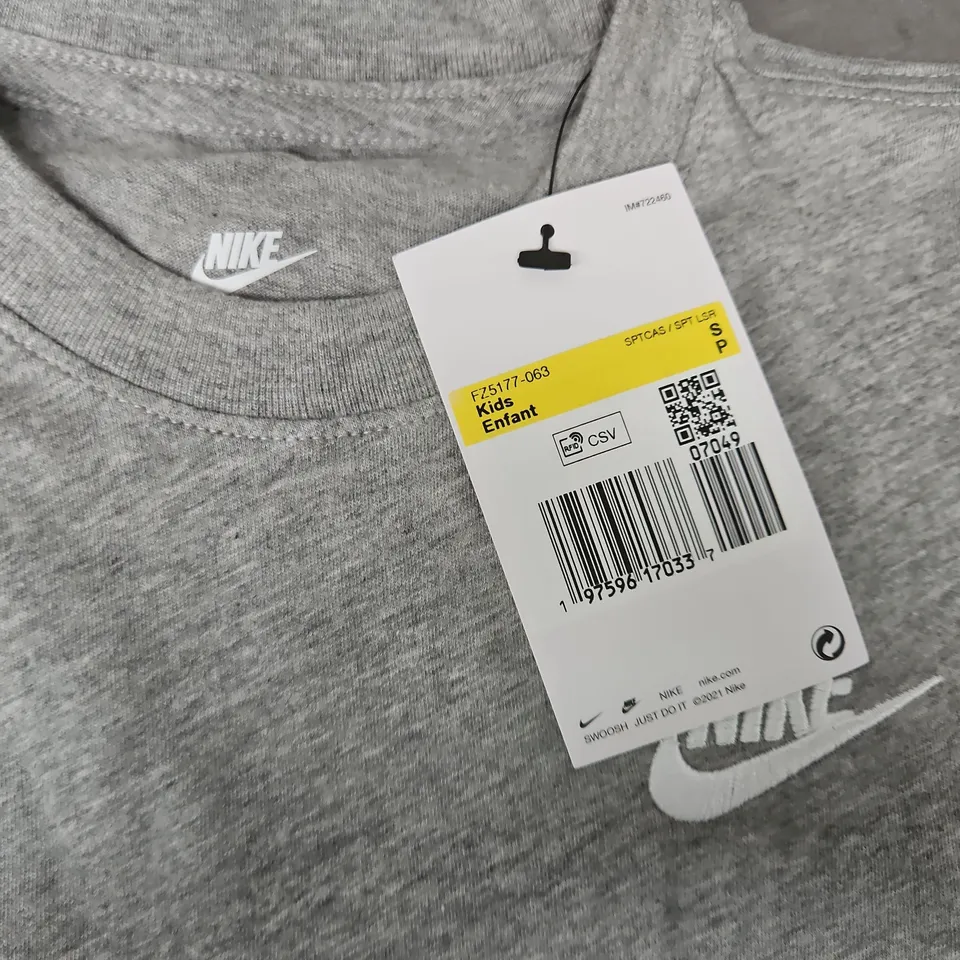 NIKE
IM#722460
SPTCAS / SPT LSR
S
P
FZ5177-063
Kids
Enfant
RFID CSV
07049
1 97596 17033 7
NIKE nike.com
SWOOSH JUST DO IT ©2021 Nike
NIKE